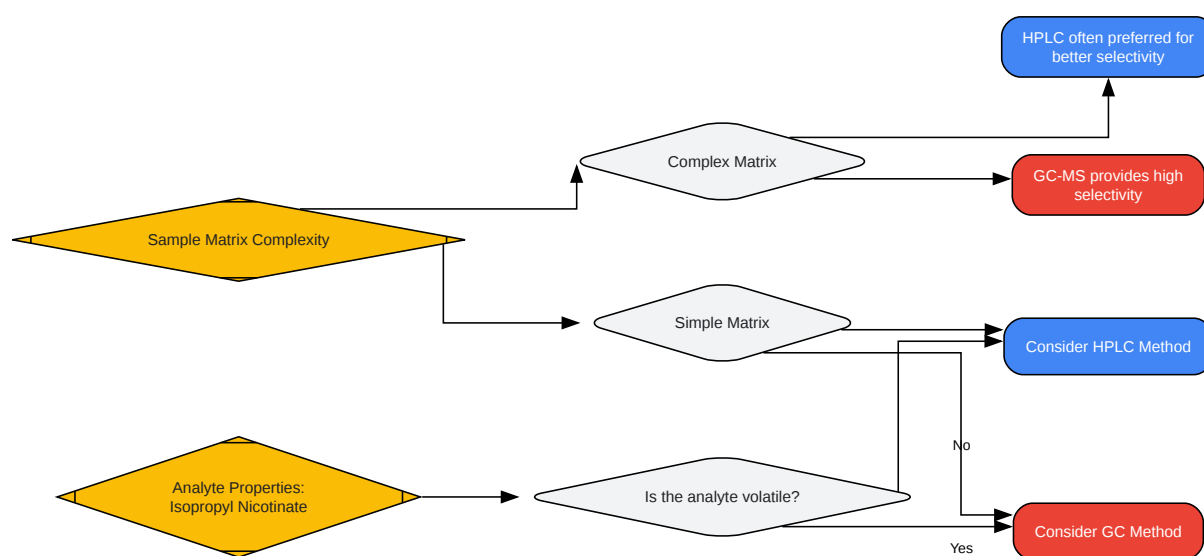 HPLC often preferred for
better selectivity
Complex Matrix
GC-MS provides high
selectivity
Sample Matrix Complexity
Simple Matrix
Consider HPLC Method
No
Analyte Properties:
Isopropyl Nicotinate
Is the analyte volatile?
Consider GC Method
Yes